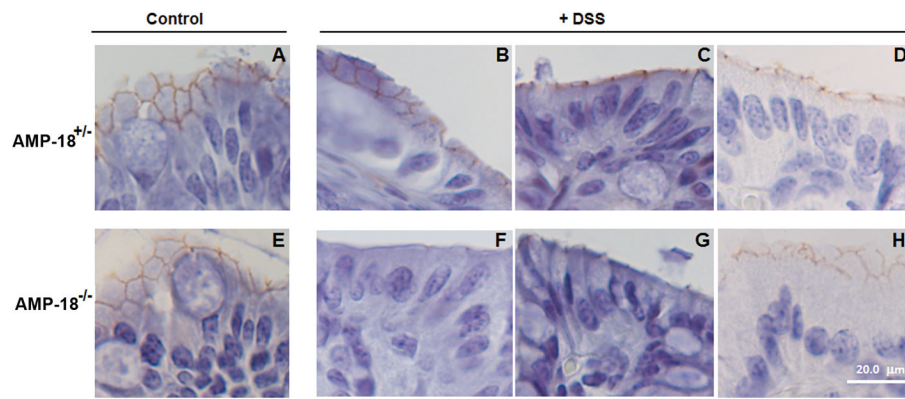 Control
+ DSS
A
B
C
D
AMP-18+/-
E
F
G
H
AMP-18-/-
20.0 μm